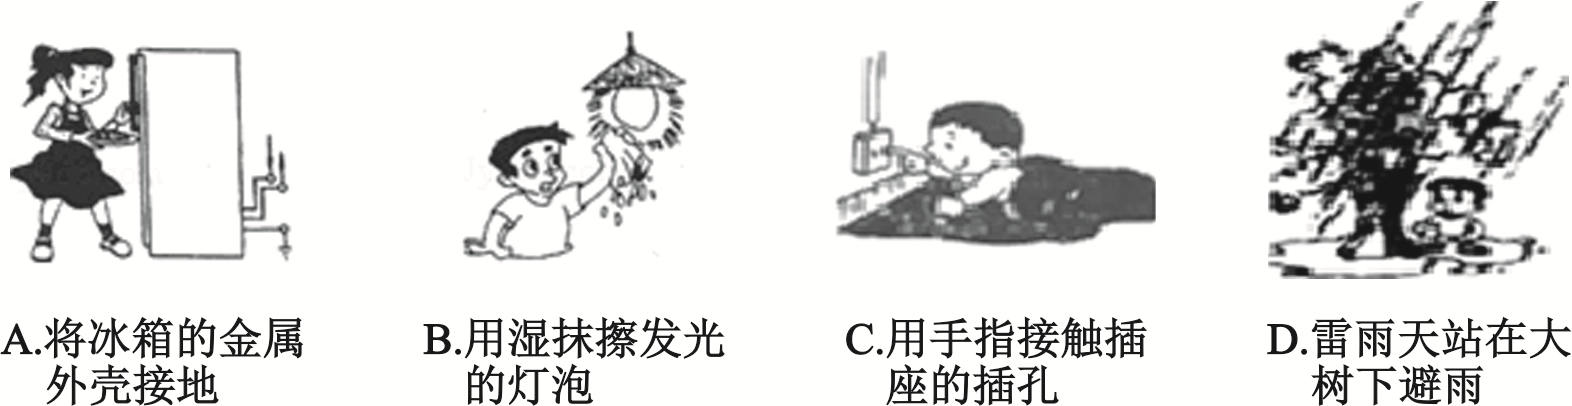 A.将冰箱的金属
外壳接地
B.用湿抹擦发光
的灯泡
C.用手指接触插
座的插孔
D.雷雨天站在大
树下避雨